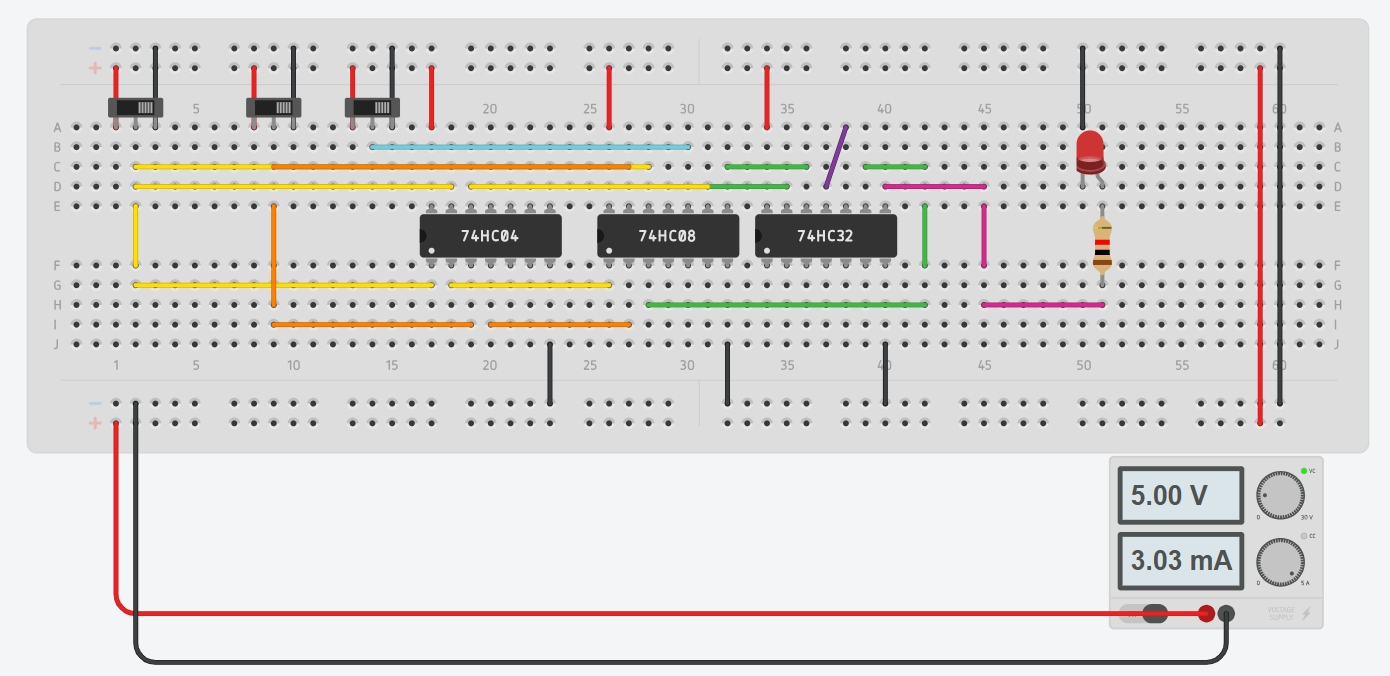 − −
+ +
5 20 25 30 35 40 45 50 55 60
A A
B B
C C
D D
E E
74HC04 74HC08 74HC32
F F
G G
H H
I I
J J
1 5 10 15 20 25 30 35 40 45 50 55 60
−
+
5.00 V
VC
0 30 V
3.03 mA
CC
0 5 A
VOLTAGE
SUPPLY